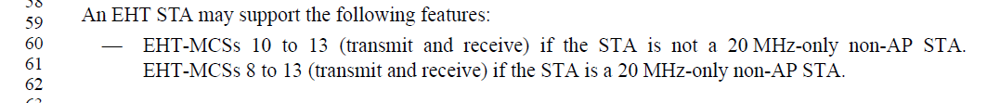 58
59 An EHT STA may support the following features:
60 — EHT-MCSs 10 to 13 (transmit and receive) if the STA is not a 20 MHz-only non-AP STA.
61 EHT-MCSs 8 to 13 (transmit and receive) if the STA is a 20 MHz-only non-AP STA.
62